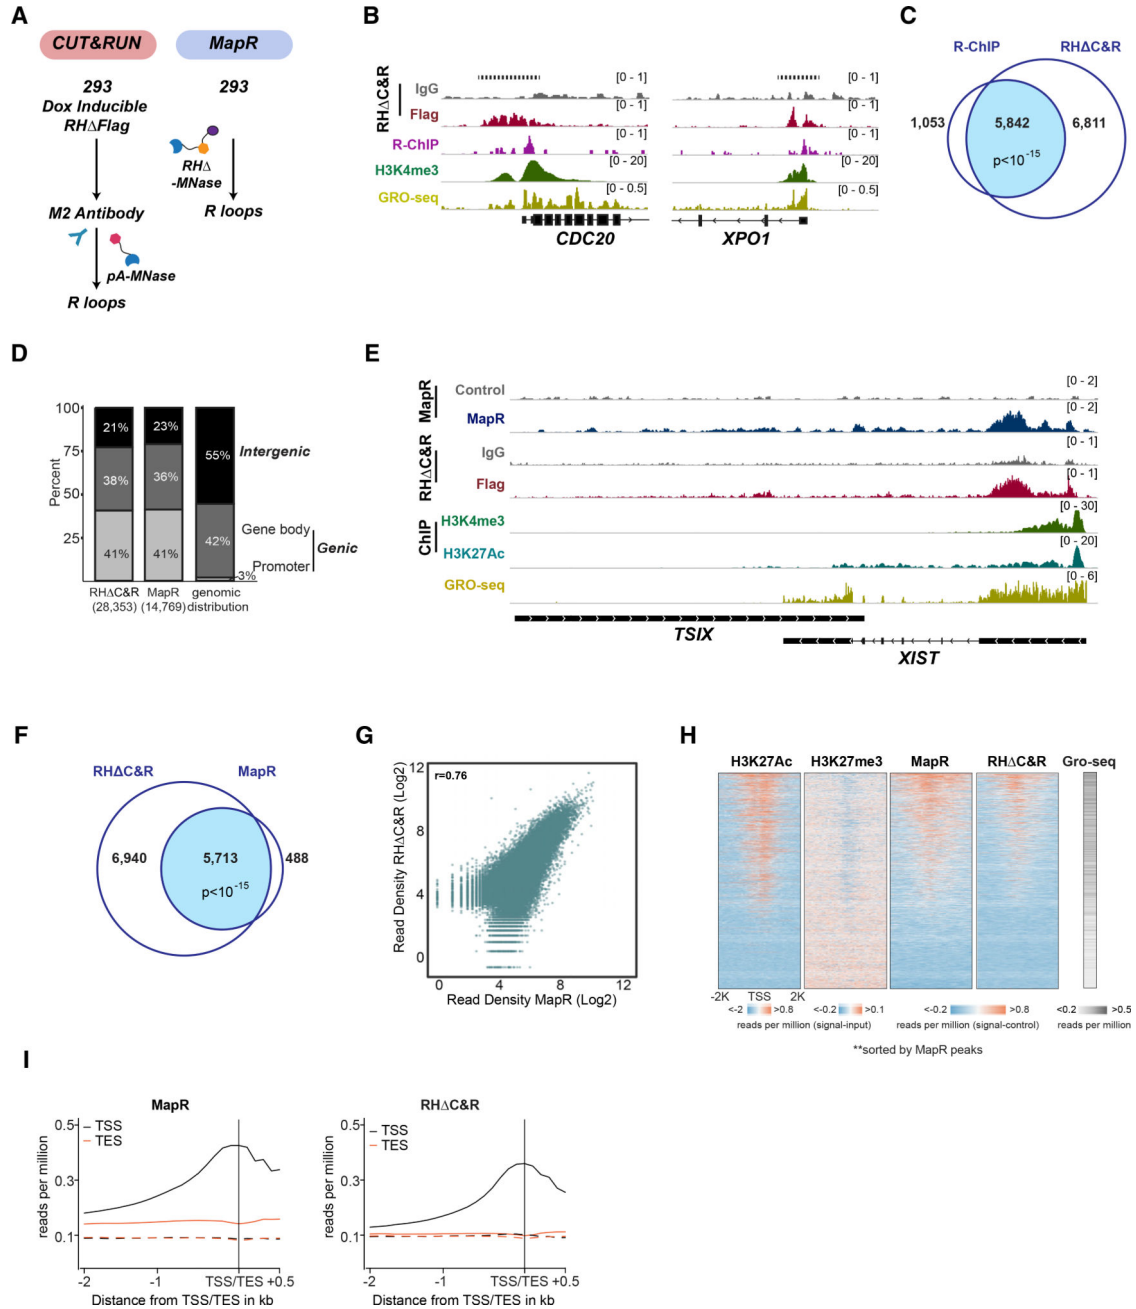 A
CUT&RUN
MapR
293
Dox Inducible
RHΔFlag
293
RHΔ
-MNase
M2 Antibody
R loops
pA-MNase
R loops
B
RHΔC&R
IgG
[0 - 1]
[0 - 1]
Flag
[0 - 1]
[0 - 1]
R-ChIP
[0 - 1]
[0 - 1]
H3K4me3
[0 - 20]
[0 - 20]
GRO-seq
[0 - 0.5]
[0 - 0.5]
CDC20
XPO1
C
R-ChIP
RHΔC&R
1,053
5,842
6,811
p<10-15
D
Percent
100
75
50
25
21%
23%
55%
38%
36%
42%
41%
41%
3%
Intergenic
Gene body
Promoter
Genic
RHΔC&R
(28,353)
MapR
(14,769)
genomic
distribution
E
MapR
Control
[0 - 2]
MapR
[0 - 2]
RHΔC&R
IgG
[0 - 1]
Flag
[0 - 1]
ChIP
H3K4me3
[0 - 30]
H3K27Ac
[0 - 20]
GRO-seq
[0 - 6]
TSIX
XIST
F
RHΔC&R
MapR
6,940
5,713
488
p<10-15
G
r=0.76
Read Density RHΔC&R (Log2)
12
8
4
0
0
4
8
12
Read Density MapR (Log2)
H
H3K27Ac
H3K27me3
MapR
RHΔC&R
Gro-seq
-2K
TSS
2K
<-2
>0.8
<-0.2
>0.1
<-0.2
>0.8
<0.2
>0.5
reads per million (signal-input)
reads per million (signal-control)
reads per million
**sorted by MapR peaks
I
MapR
TSS
TES
reads per million
0.5
0.3
0.1
-2
-1
TSS/TES +0.5
Distance from TSS/TES in kb
RHΔC&R
TSS
TES
reads per million
0.5
0.3
0.1
-2
-1
TSS/TES +0.5
Distance from TSS/TES in kb